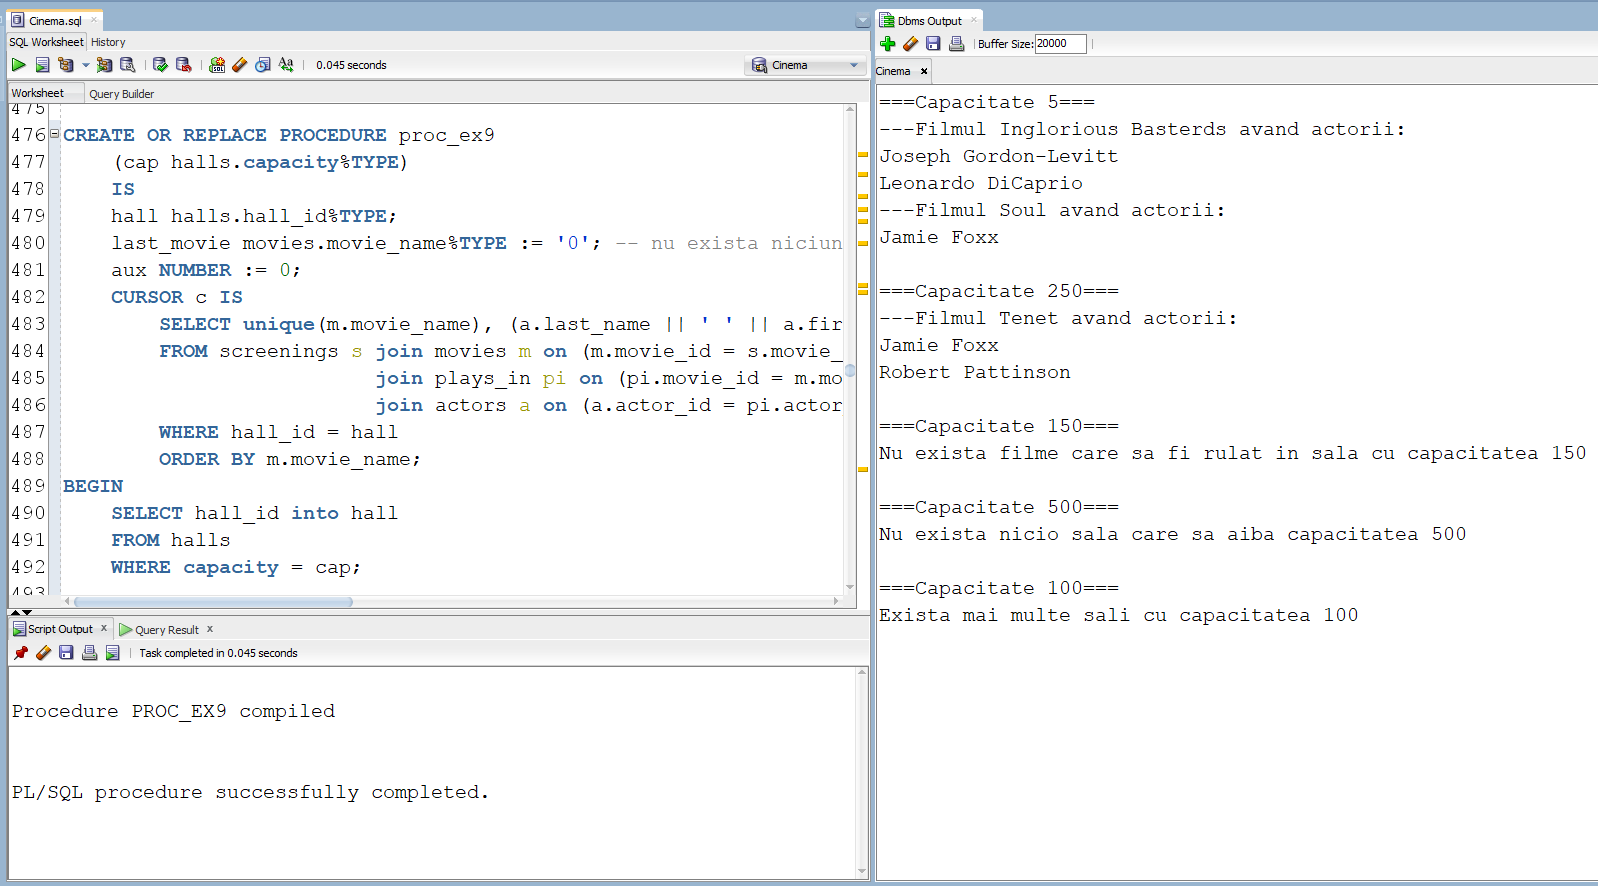 Cinema.sql
SQL Worksheet History
0.045 seconds
Cinema
Worksheet Query Builder
475
476 CREATE OR REPLACE PROCEDURE proc_ex9
477 (cap halls.capacity%TYPE)
478 IS
479 hall halls.hall_id%TYPE;
480 last_movie movies.movie_name%TYPE := '0'; -- nu exista niciun
481 aux NUMBER := 0;
482 CURSOR c IS
483 SELECT unique(m.movie_name), (a.last_name || ' ' || a.fir
484 FROM screenings s join movies m on (m.movie_id = s.movie_
485 join plays_in pi on (pi.movie_id = m.mo
486 join actors a on (a.actor_id = pi.actor
487 WHERE hall_id = hall
488 ORDER BY m.movie_name;
489 BEGIN
490 SELECT hall_id into hall
491 FROM halls
492 WHERE capacity = cap;
493
Script Output Query Result
Task completed in 0.045 seconds
Procedure PROC_EX9 compiled
PL/SQL procedure successfully completed.
Dbms Output
Buffer Size: 20000
Cinema
===Capacitate 5===
---Filmul Inglorious Basterds avand actorii:
Joseph Gordon-Levitt
Leonardo DiCaprio
---Filmul Soul avand actorii:
Jamie Foxx
===Capacitate 250===
---Filmul Tenet avand actorii:
Jamie Foxx
Robert Pattinson
===Capacitate 150===
Nu exista filme care sa fi rulat in sala cu capacitatea 150
===Capacitate 500===
Nu exista nicio sala care sa aiba capacitatea 500
===Capacitate 100===
Exista mai multe sali cu capacitatea 100